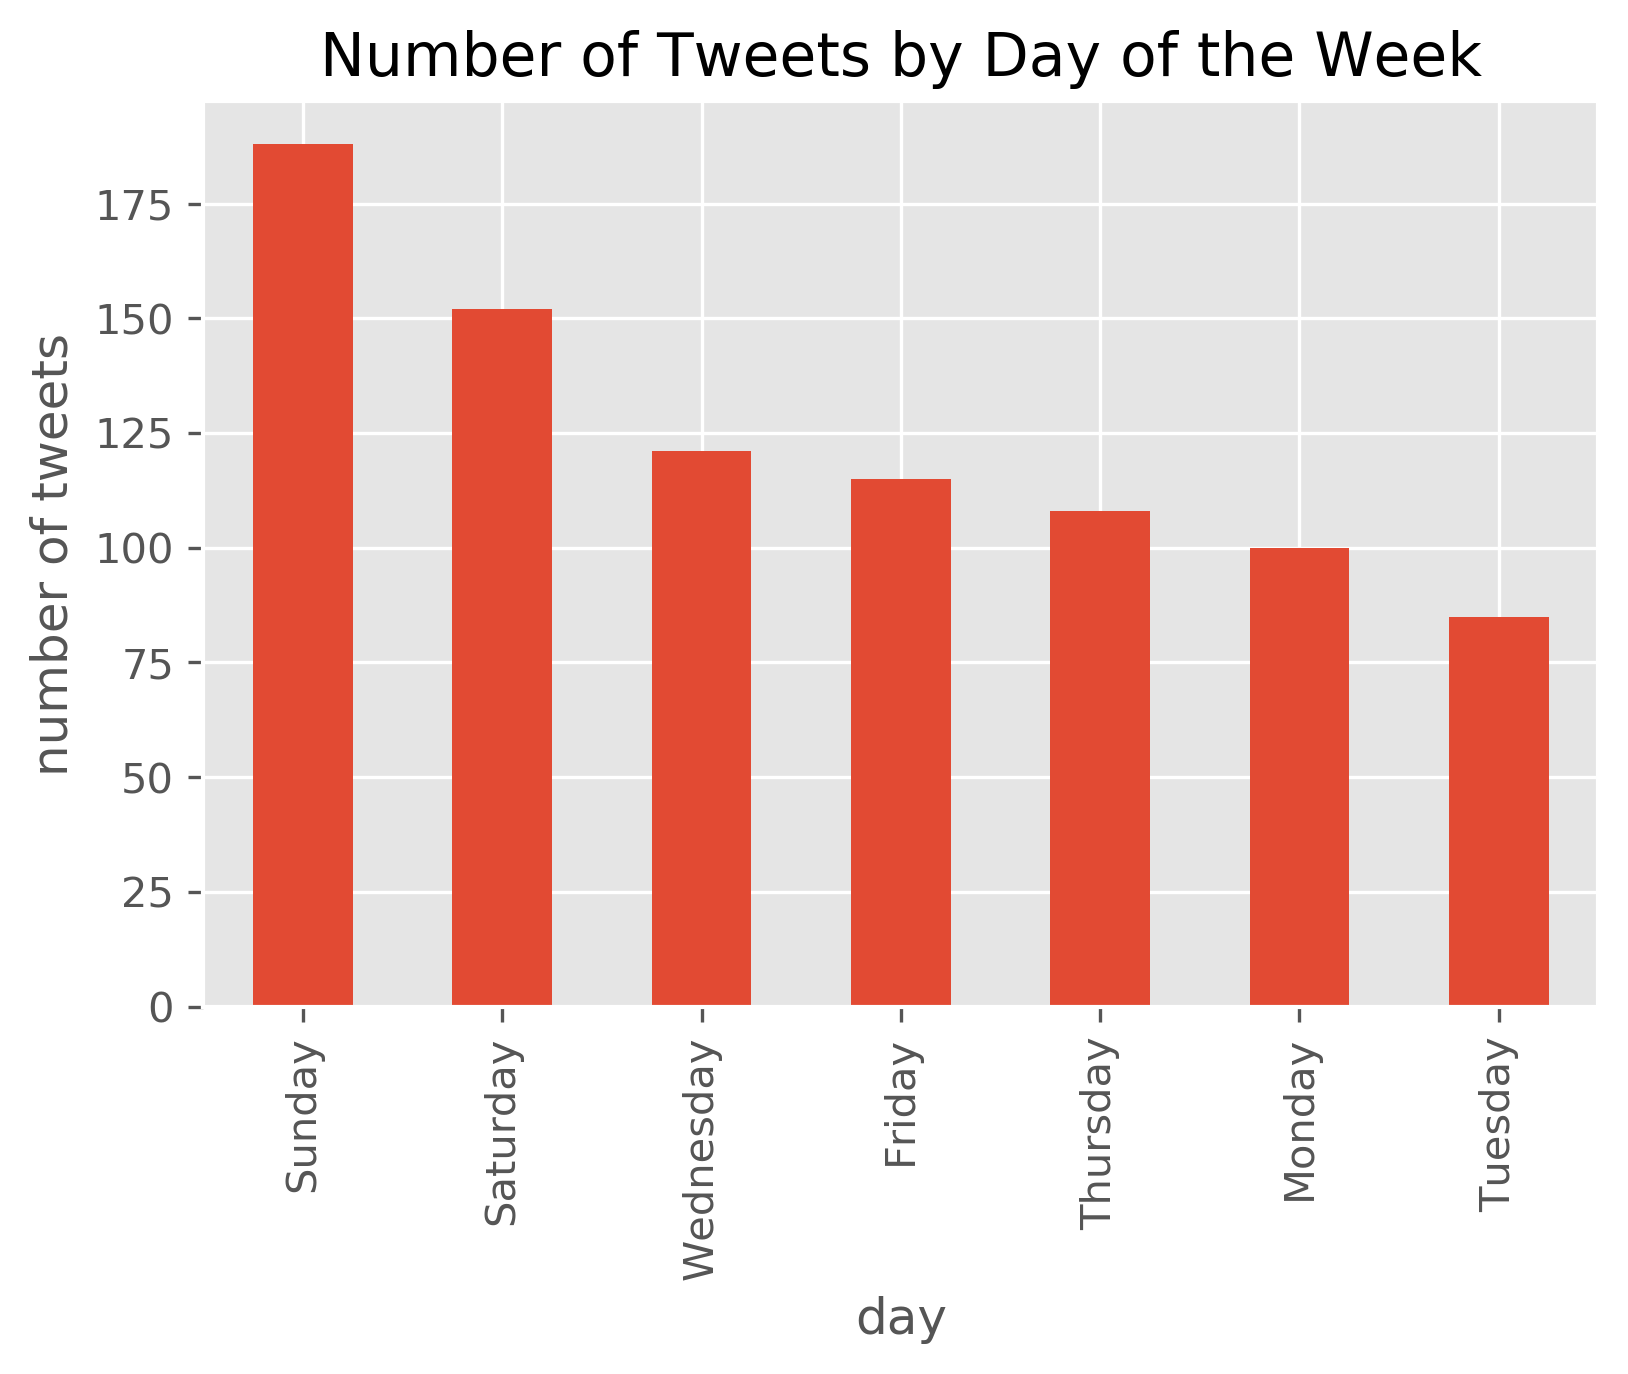 Number of Tweets by Day of the Week
number of tweets
175
150
125
100
75
50
25
0
Sunday
Saturday
Wednesday
Friday
Thursday
Monday
Tuesday
day